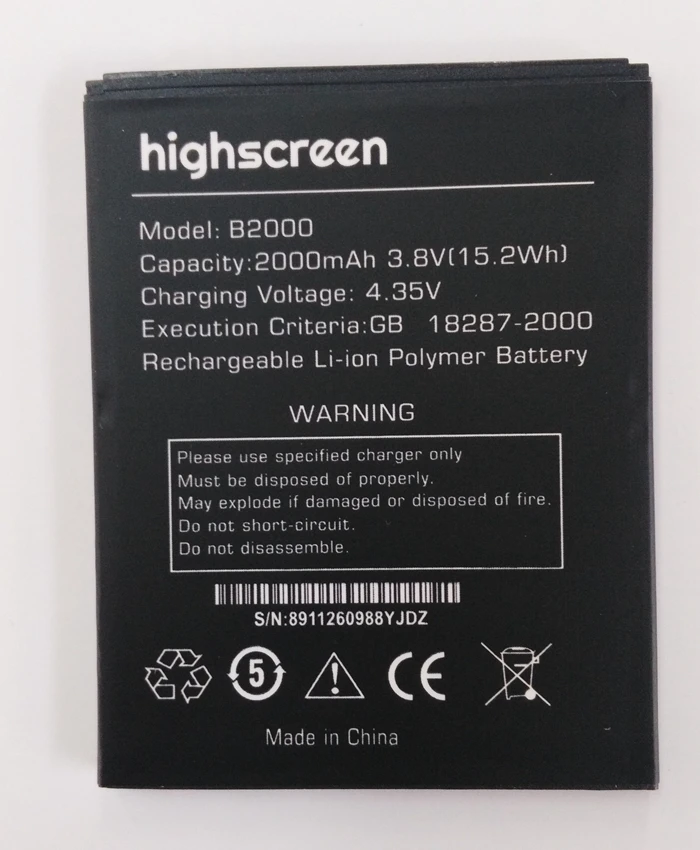 highscreen
Model: B2000
Capacity:2000mAh 3.8V(15.2Wh)
Charging Voltage: 4.35V
Execution Criteria:GB 18287-2000
Rechargeable Li-ion Polymer Battery
WARNING
Please use specified charger only
Must be disposed of properly.
May explode if damaged or disposed of fire.
Do not short-circuit.
Do not disassemble.
S/N:8911260988YJDZ
5 ! CE
Made in China